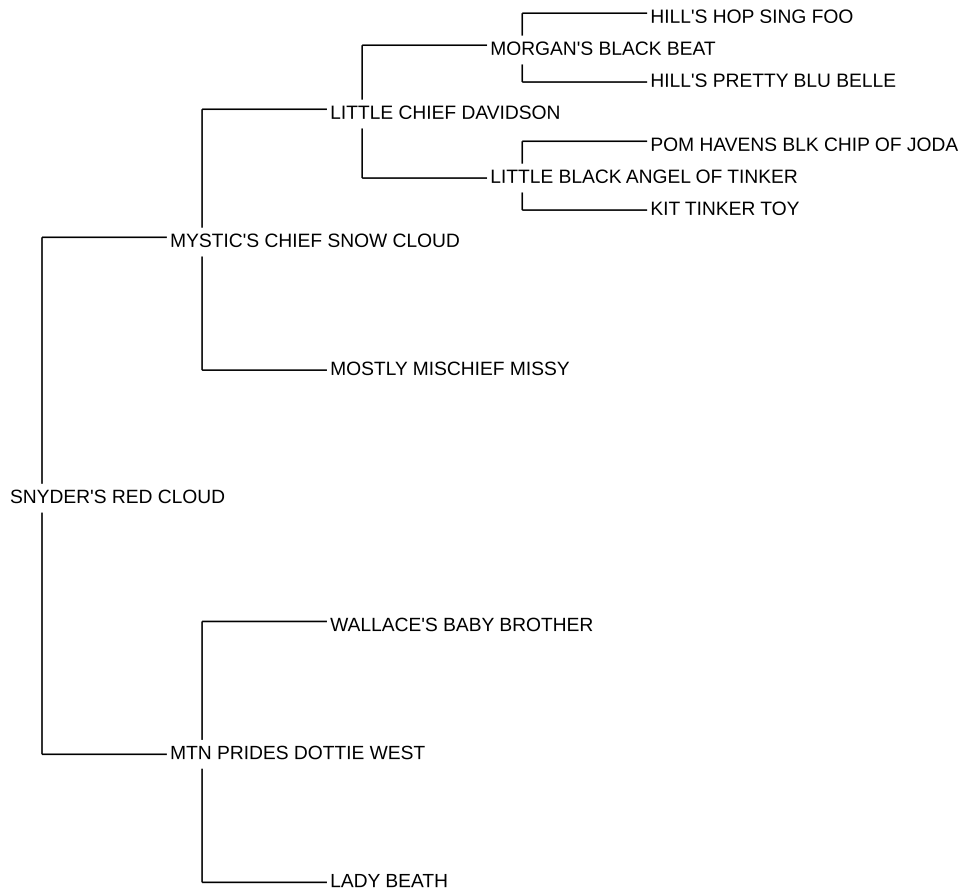 HILL'S HOP SING FOO
MORGAN'S BLACK BEAT
HILL'S PRETTY BLU BELLE
LITTLE CHIEF DAVIDSON
POM HAVENS BLK CHIP OF JODA
LITTLE BLACK ANGEL OF TINKER
KIT TINKER TOY
MYSTIC'S CHIEF SNOW CLOUD
MOSTLY MISCHIEF MISSY
SNYDER'S RED CLOUD
WALLACE'S BABY BROTHER
MTN PRIDES DOTTIE WEST
LADY BEATH